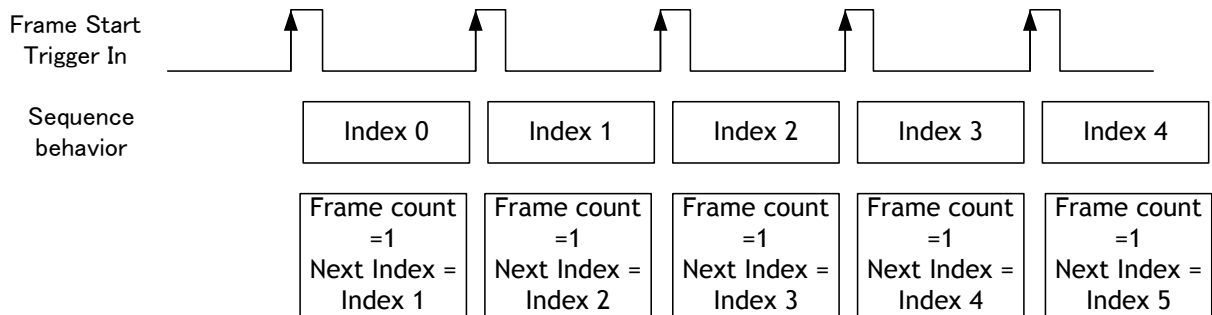 Frame Start
Trigger In
Sequence
behavior
Index 0
Index 1
Index 2
Index 3
Index 4
Frame count
=1
Next Index =
Index 1
Frame count
=1
Next Index =
Index 2
Frame count
=1
Next Index =
Index 3
Frame count
=1
Next Index =
Index 4
Frame count
=1
Next Index =
Index 5